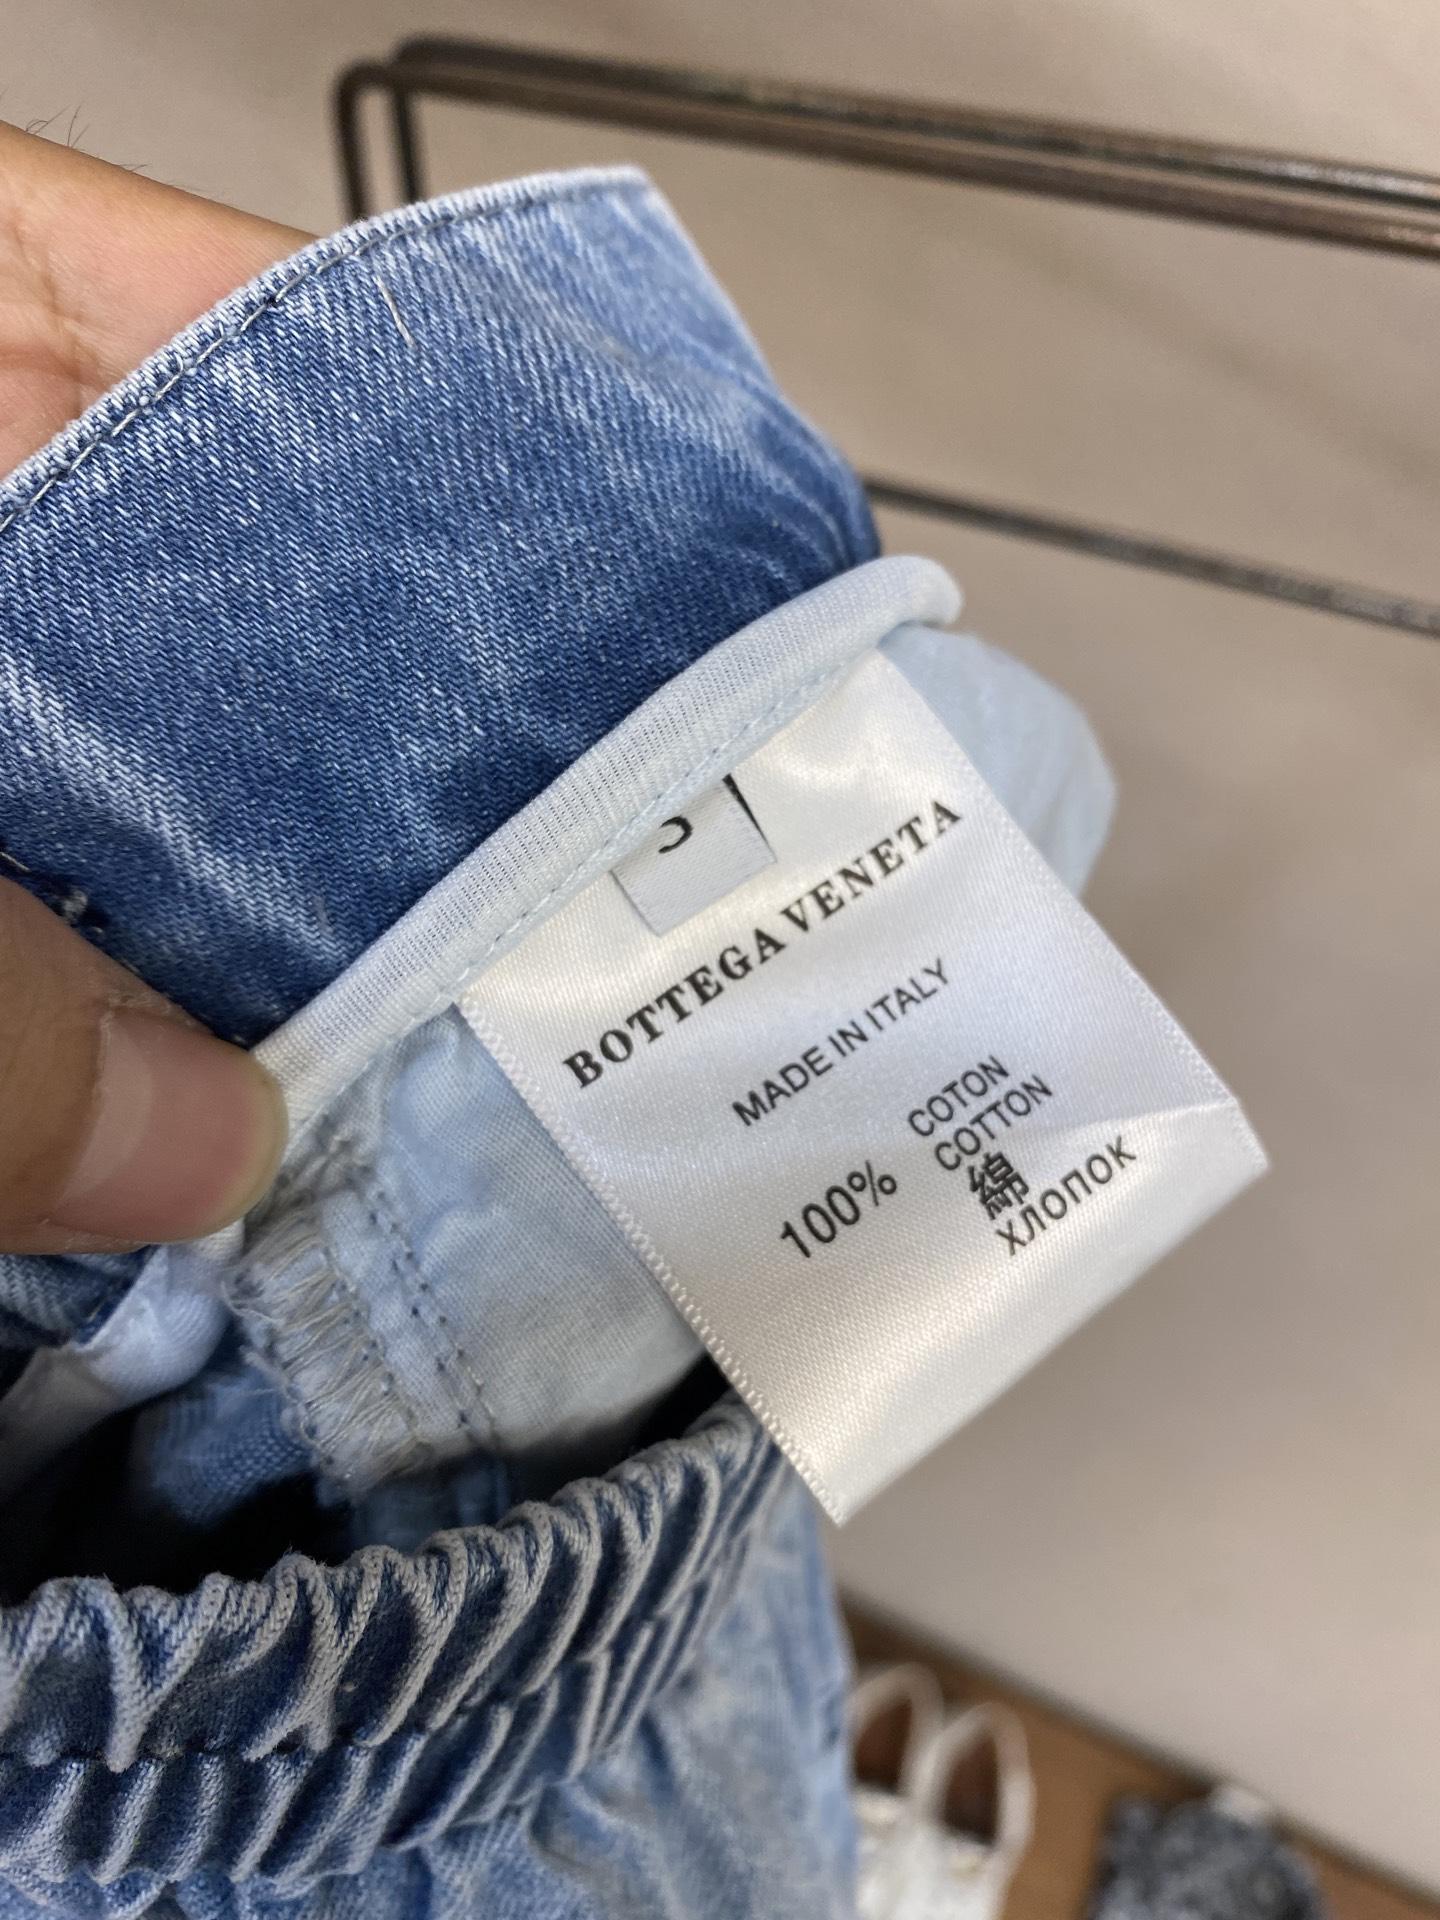 S
BOTTEGA VENETA
MADE IN ITALY
100%
COTON
COTTON
綿
ХЛОПОК